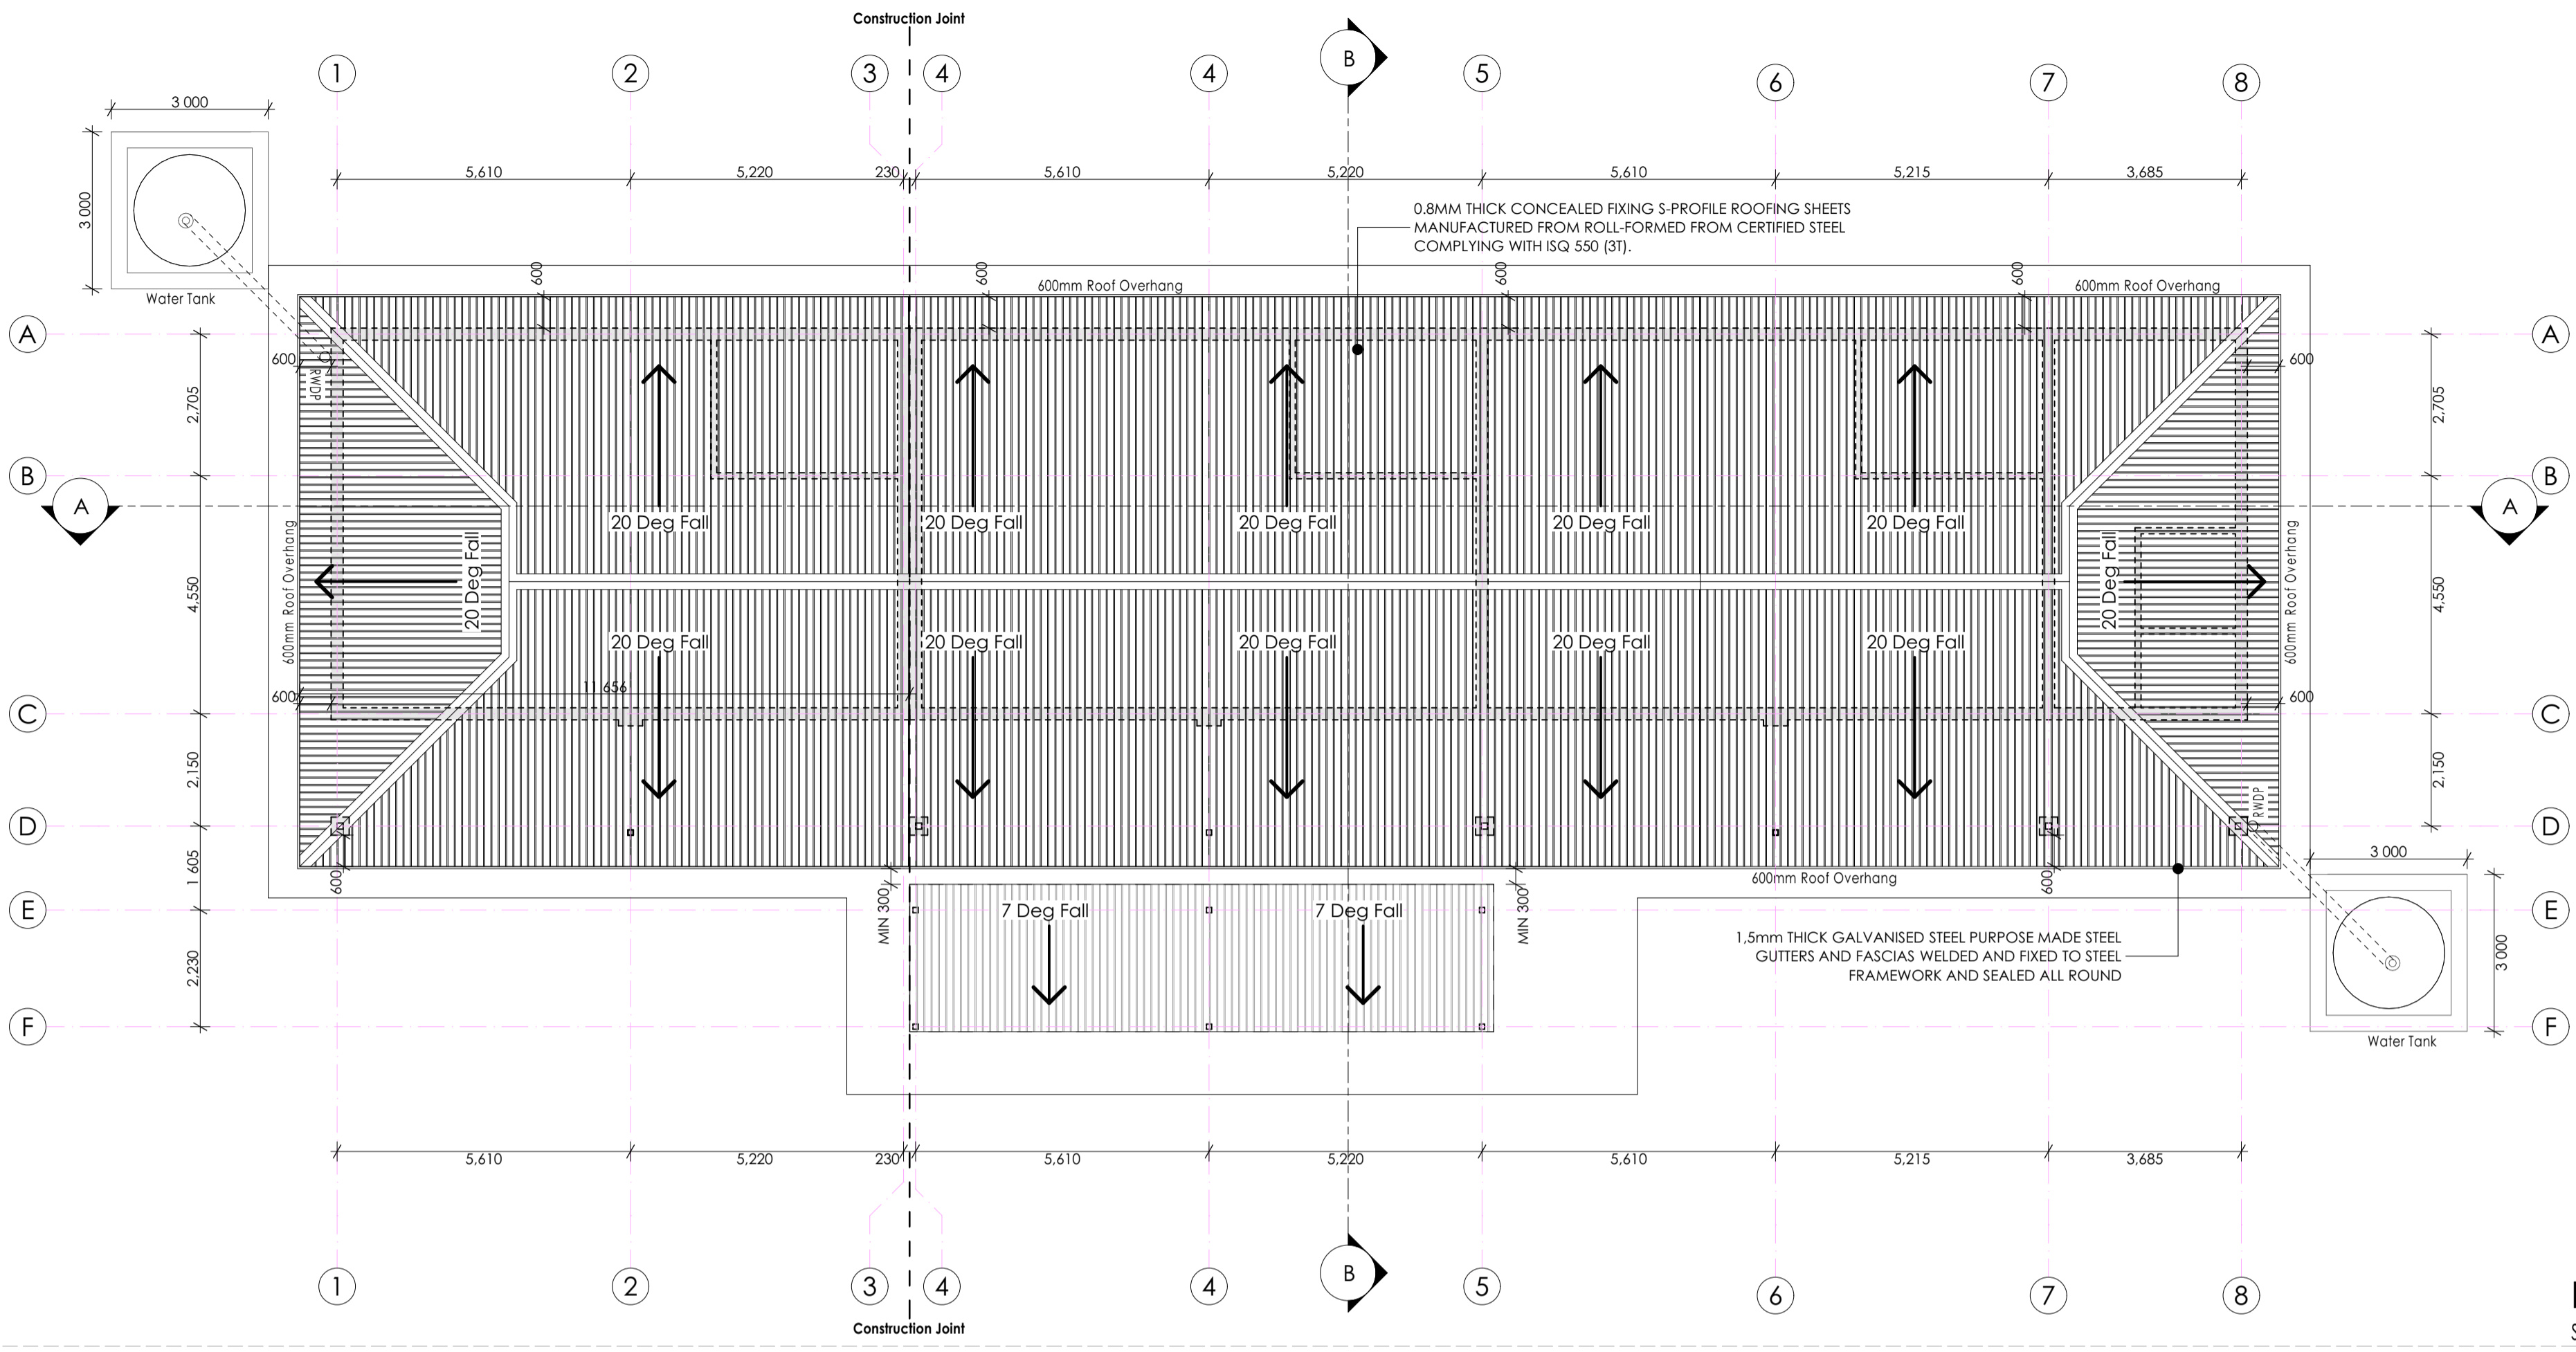 Construction Joint
1
2
3
4
4
B
5
6
7
8
3 000
3 000
Water Tank
5,610
5,220
230
5,610
5,220
5,610
5,215
3,685
0.8MM THICK CONCEALED FIXING S-PROFILE ROOFING SHEETS
MANUFACTURED FROM ROLL-FORMED FROM CERTIFIED STEEL
COMPLYING WITH ISQ 550 (3T).
600
600
600
600
600mm Roof Overhang
600mm Roof Overhang
A
A
600
RWDP
600
2,705
2,705
B
B
A
A
20 Deg Fall
20 Deg Fall
20 Deg Fall
20 Deg Fall
20 Deg Fall
600mm Roof Overhang
20 Deg Fall
20 Deg Fall
600mm Roof Overhang
4,550
4,550
20 Deg Fall
20 Deg Fall
20 Deg Fall
20 Deg Fall
20 Deg Fall
11 656
600
600
C
C
2,150
2,150
RWDP
D
D
1 605
600
600mm Roof Overhang
600
3 000
3 000
Water Tank
MIN 300
7 Deg Fall
7 Deg Fall
MIN 300
E
E
1,5mm THICK GALVANISED STEEL PURPOSE MADE STEEL
GUTTERS AND FASCIAS WELDED AND FIXED TO STEEL
FRAMEWORK AND SEALED ALL ROUND
2,230
F
F
5,610
5,220
230
5,610
5,220
5,610
5,215
3,685
1
2
3
4
4
B
5
6
7
8
Construction Joint